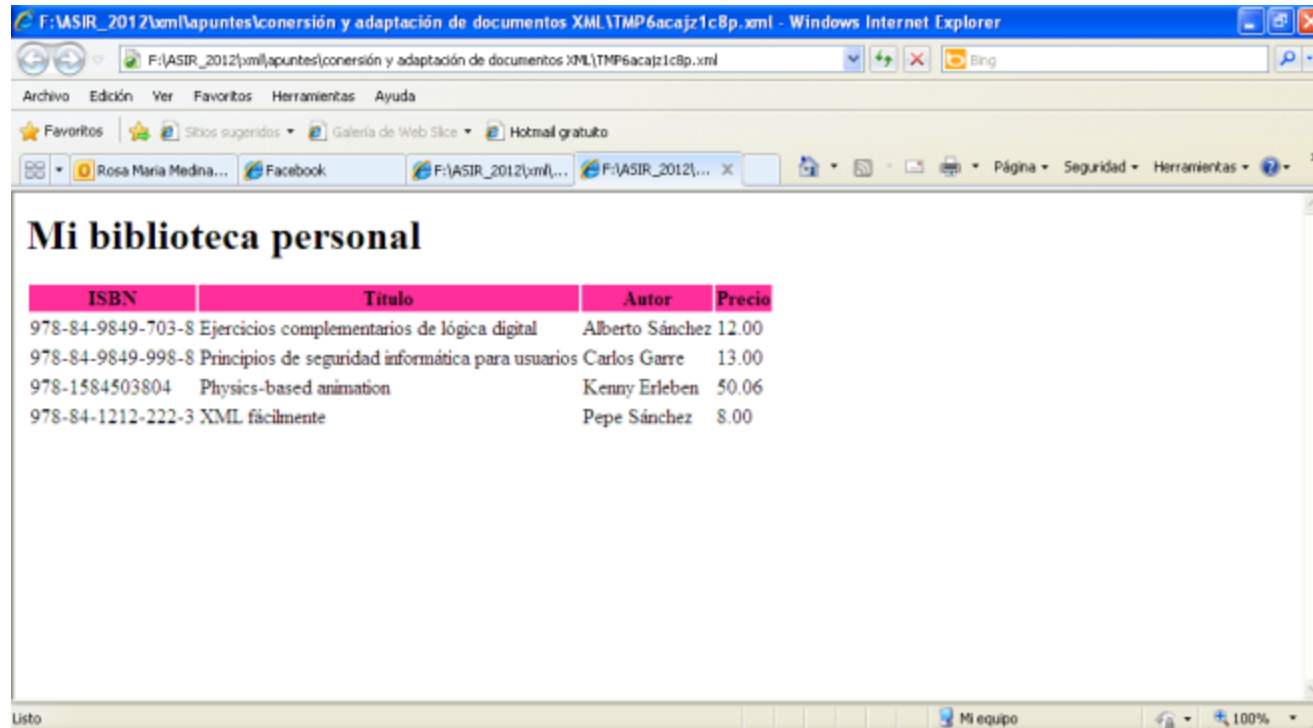 F:\ASIR_2012\xml\apuntes\conersión y adaptación de documentos XML\TMP6acajz1c8p.xml - Windows Internet Explorer
F:\ASIR_2012\xml\apuntes\conersión y adaptación de documentos XML\TMP6acajz1c8p.xml Bing
Archivo Edición Ver Favoritos Herramientas Ayuda
Favoritos Sitios sugeridos Galería de Web Slice Hotmail gratuito
Rosa Maria Medina... Facebook F:\ASIR_2012\xml\,... F:\ASIR_2012\,... Página Seguridad Herramientas
Mi biblioteca personal
ISBN Título Autor Precio
978-84-9849-703-8 Ejercicios complementarios de lógica digital Alberto Sánchez 12.00
978-84-9849-998-8 Principios de seguridad informática para usuarios Carlos Garre 13.00
978-1584503804 Physics-based animation Kenny Erleben 50.06
978-84-1212-222-3 XML fácilmente Pepe Sánchez 8.00
Listo Mi equipo 100%